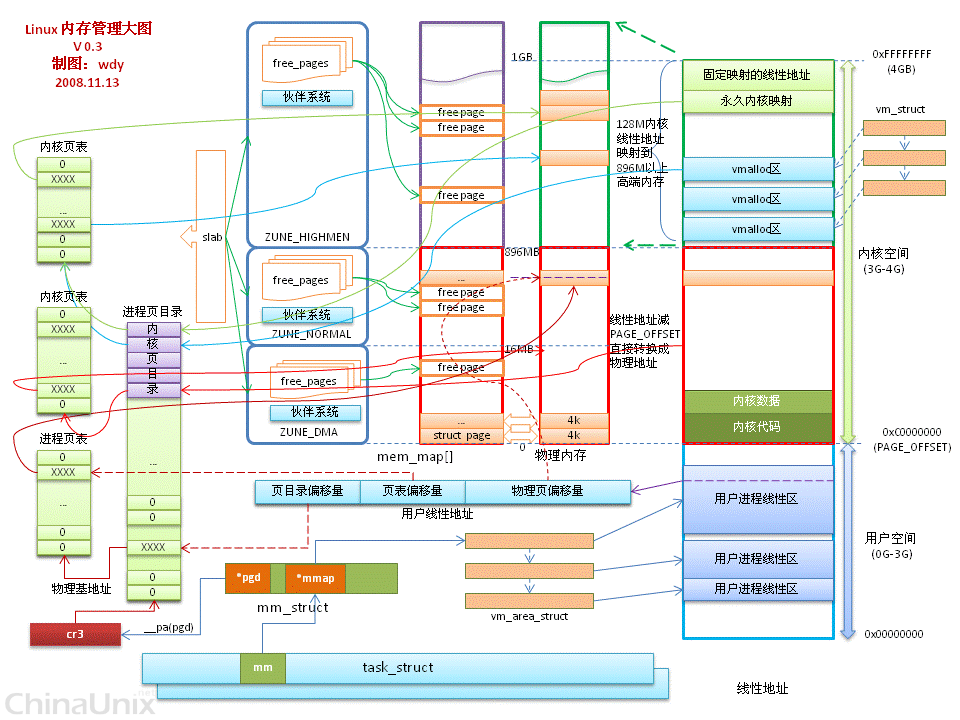 Linux 内存管理大图
V 0.3
制图：wdy
2008.11.13
free_pages
伙伴系统
ZUNE_HIGHMEN
free_pages
伙伴系统
ZUNE_NORMAL
free_pages
伙伴系统
ZUNE_DMA
slab
内核页表
0
XXXX
...
XXXX
0
0
内核页表
0
XXXX
...
XXXX
0
进程页表
0
XXXX
...
0
0
物理基地址
进程页目录
内
核
页
目
录
...
0
0
XXXX
0
0
free page
free page
free page
...
free page
free page
free page
...
struct page
mem_map[]
1GB
896MB
16MB
0
4k
4k
物理内存
128M内核
线性地址
映射到
896M以上
高端内存
线性地址减
PAGE_OFFSET
直接转换成
物理地址
固定映射的线性地址
永久内核映射
vmalloc区
vmalloc区
vmalloc区
内核数据
内核代码
用户进程线性区
用户进程线性区
用户进程线性区
线性地址
0xFFFFFFFF
(4GB)
vm_struct
内核空间
(3G-4G)
0xC0000000
(PAGE_OFFSET)
用户空间
(0G-3G)
0x00000000
页目录偏移量
页表偏移量
物理页偏移量
用户线性地址
*pgd
*mmap
mm_struct
vm_area_struct
cr3
__pa(pgd)
mm
task_struct
ChinaUnix
.net